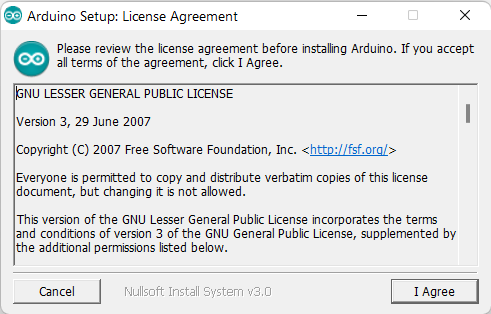 Arduino Setup: License Agreement
Please review the license agreement before installing Arduino. If you accept
all terms of the agreement, click I Agree.
GNU LESSER GENERAL PUBLIC LICENSE
Version 3, 29 June 2007
Copyright (C) 2007 Free Software Foundation, Inc. <http://fsf.org/>
Everyone is permitted to copy and distribute verbatim copies of this license
document, but changing it is not allowed.
This version of the GNU Lesser General Public License incorporates the terms
and conditions of version 3 of the GNU General Public License, supplemented by
the additional permissions listed below.
Cancel
Nullsoft Install System v3.0
I Agree